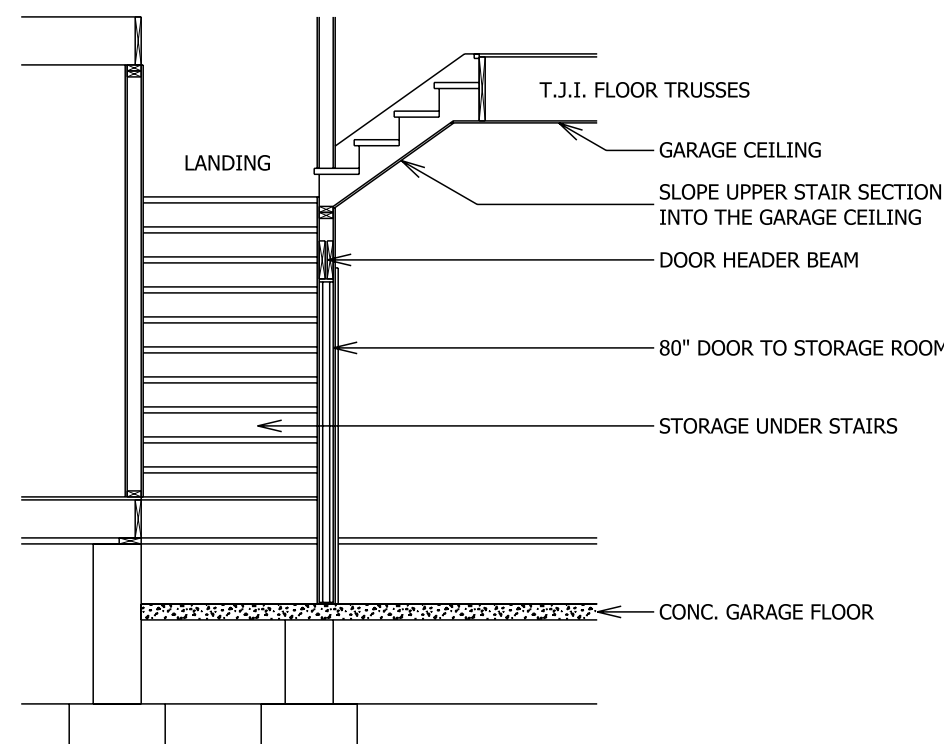 T.J.I. FLOOR TRUSSES
LANDING
GARAGE CEILING
SLOPE UPPER STAIR SECTION
INTO THE GARAGE CEILING
DOOR HEADER BEAM
80" DOOR TO STORAGE ROOM
STORAGE UNDER STAIRS
CONC. GARAGE FLOOR